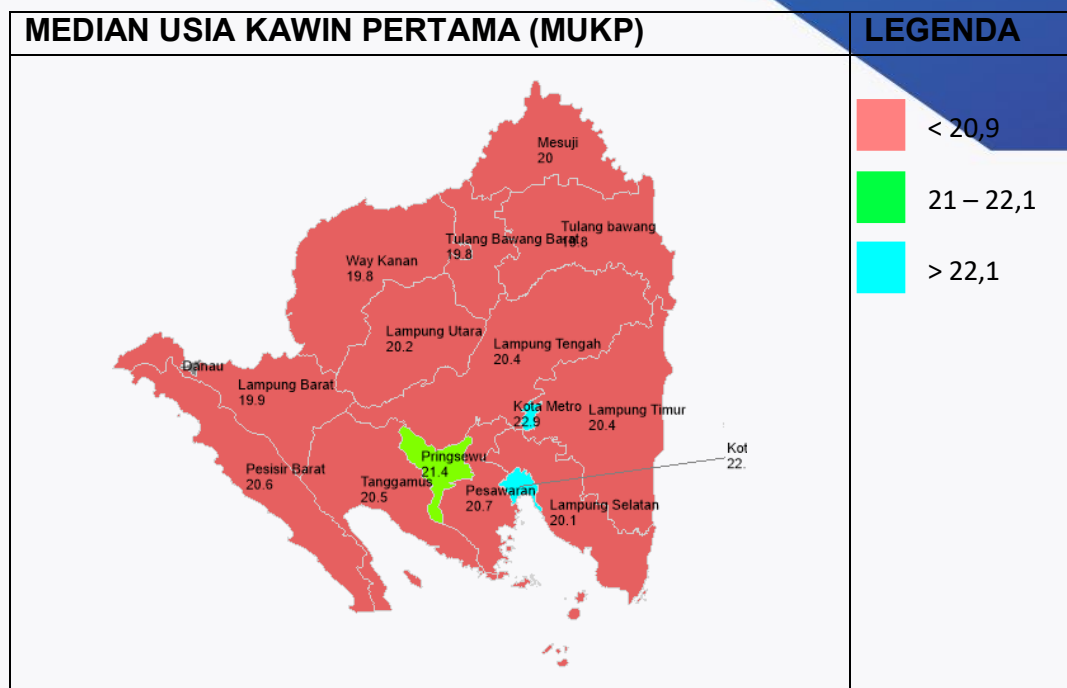 MEDIAN USIA KAWIN PERTAMA (MUKP)
LEGENDA
< 20,9
21 – 22,1
> 22,1
Mesuji
20
Tulang bawang
Tulang Bawang Barat
19.8
Way Kanan
19.8
Lampung Utara
20.2
Lampung Tengah
20.4
Danau
Lampung Barat
19.9
Kota Metro
22.9
Lampung Timur
20.4
Kot
22.
Pringsewu
21.4
Pesisir Barat
20.6
Tanggamus
20.5
Pesawaran
20.7
Lampung Selatan
20.1